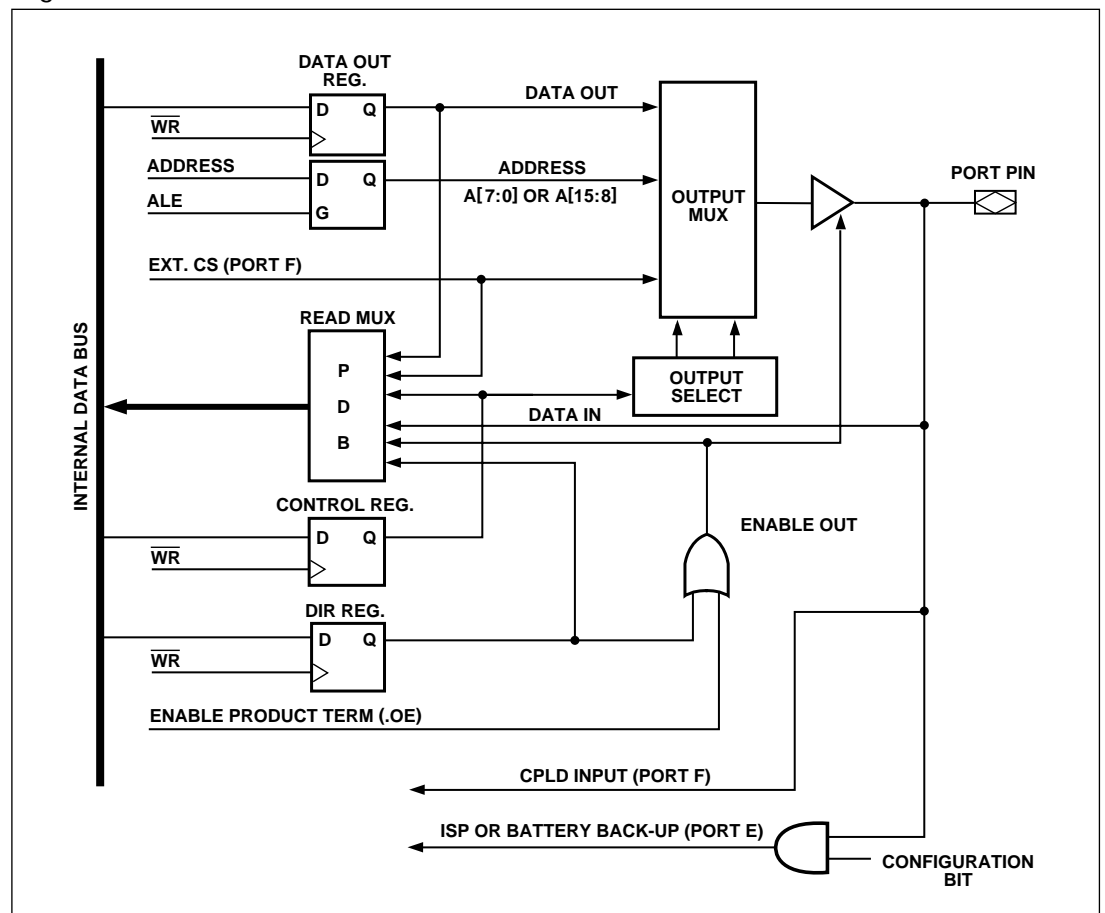 DATA OUT
REG.
D Q
WR
DATA OUT
ADDRESS
ALE
D Q
G
ADDRESS
A[7:0] OR A[15:8]
OUTPUT
MUX
PORT PIN
EXT. CS (PORT F)
READ MUX
P
D
B
OUTPUT
SELECT
DATA IN
INTERNAL DATA BUS
CONTROL REG.
D Q
WR
ENABLE OUT
DIR REG.
D Q
WR
ENABLE PRODUCT TERM (.OE)
CPLD INPUT (PORT F)
ISP OR BATTERY BACK-UP (PORT E)
CONFIGURATION
BIT